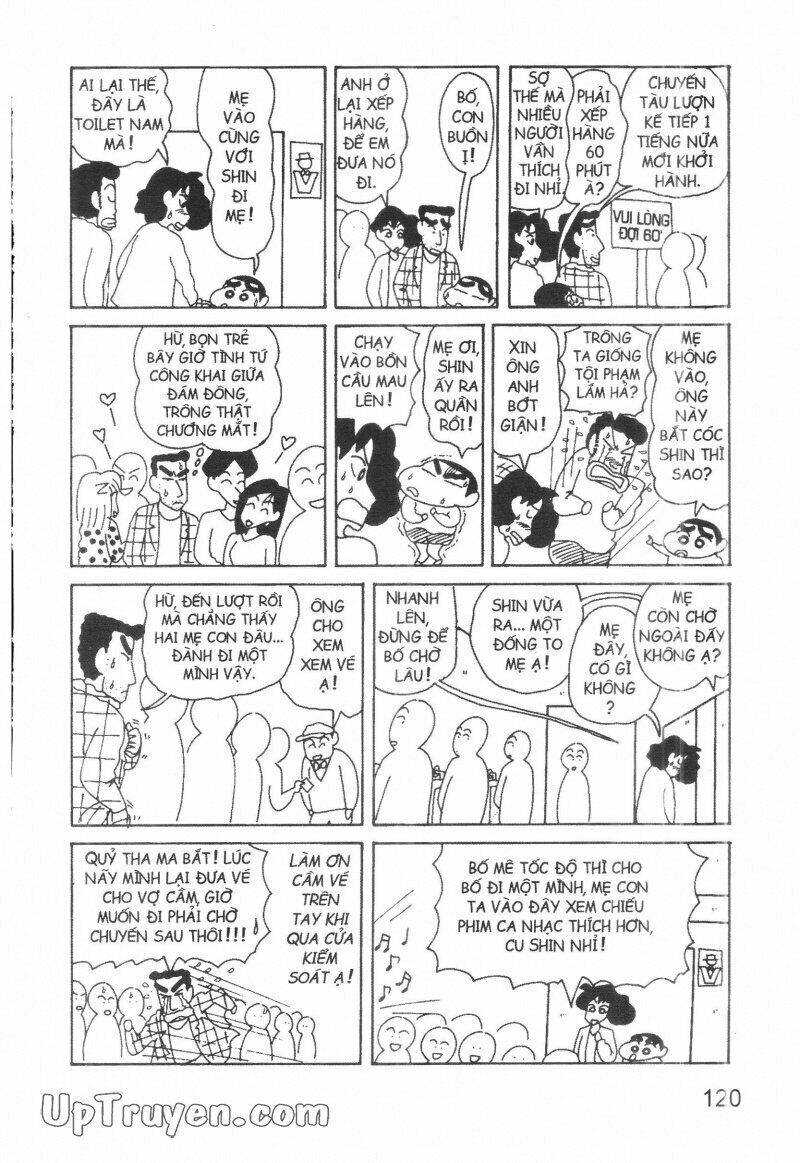 CHUYẾN
TÀU LƯỢN
KẾ TIẾP 1
TIẾNG NỮA
MỚI KHỞI
HÀNH.
PHẢI
XẾP
HÀNG
60
PHÚT
À?
SỢ
THẾ MÀ
NHIỀU
NGƯỜI
VẪN
THÍCH
ĐI NHỈ.
VUI LÒNG
ĐỢI 60'
BỐ,
CON
BUỒN
Ị!
ANH Ở
LẠI XẾP
HÀNG,
ĐỂ EM
ĐƯA NÓ
ĐI.
MẸ
VÀO
CÙNG
VỚI
SHIN
ĐI
MẸ!
AI LẠI THẾ,
ĐÂY LÀ
TOILET NAM
MÀ!
MẸ
KHÔNG
VÀO,
ÔNG
NÀY
BẮT CÓC
SHIN THÌ
SAO?
TRÔNG
TA GIỐNG
TỘI PHẠM
LẮM HẢ?
XIN
ÔNG
ANH
BỚT
GIẬN!
MẸ ƠI,
SHIN
ẤY RA
QUẦN
RỒI!
CHẠY
VÀO BỒN
CẦU MAU
LÊN!
HỪ, BỌN TRẺ
BÂY GIỜ TÌNH TỨ
CÔNG KHAI GIỮA
ĐÁM ĐÔNG,
TRÔNG THẬT
CHƯỚNG MẮT!
MẸ
CÒN CHỜ
NGOÀI ĐẤY
KHÔNG Ạ?
MẸ
ĐÂY,
CÓ GÌ
KHÔNG
?
SHIN VỪA
RA... MỘT
ĐỐNG TO
MẸ Ạ!
NHANH
LÊN,
ĐỪNG ĐỂ
BỐ CHỜ
LÂU!
ÔNG
CHO
XEM
XEM VÉ
Ạ!
HỪ, ĐẾN LƯỢT RỒI
MÀ CHẲNG THẤY
HAI MẸ CON ĐÂU...
ĐÀNH ĐI MỘT
MÌNH VẬY.
BỐ MÊ TỐC ĐỘ THÌ CHO
BỐ ĐI MỘT MÌNH, MẸ CON
TA VÀO ĐÂY XEM CHIẾU
PHIM CA NHẠC THÍCH HƠN,
CU SHIN NHỈ!
LÀM ƠN
CẦM VÉ
TRÊN
TAY KHI
QUA CỬA
KIỂM
SOÁT Ạ!
QUỶ THA MA BẮT! LÚC
NÃY MÌNH LẠI ĐƯA VÉ
CHO VỢ CẦM, GIỜ
MUỐN ĐI PHẢI CHỜ
CHUYẾN SAU THÔI!!!
UpTruyen.com
120